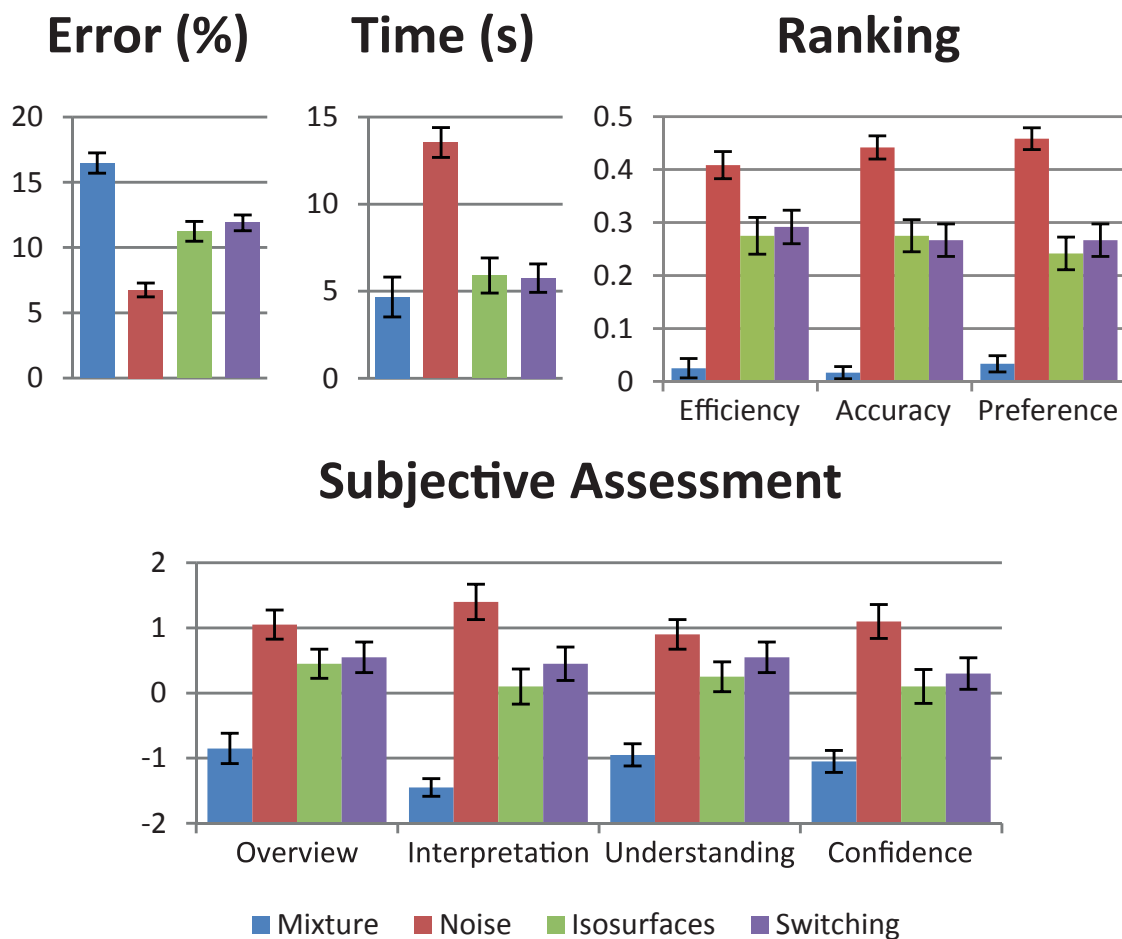 Error (%)
Time (s)
Ranking
20
15
10
5
0
15
10
5
0
0.5
0.4
0.3
0.2
0.1
0
Efficiency Accuracy Preference
Subjective Assessment
2
1
0
-1
-2
Overview Interpretation Understanding Confidence
Mixture Noise Isosurfaces Switching